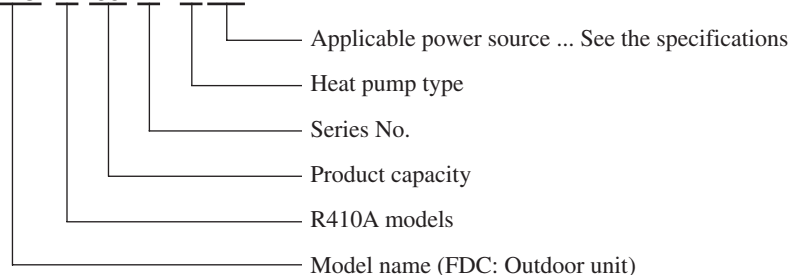 Applicable power source ... See the specifications
Heat pump type
Series No.
Product capacity
R410A models
Model name (FDC: Outdoor unit)